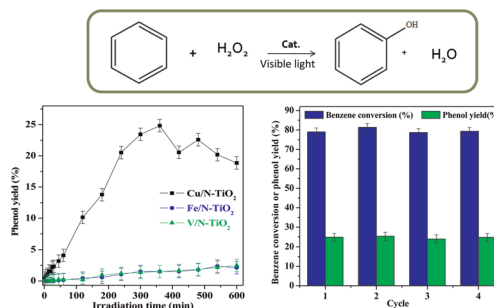 OH
+ H₂O₂ Cat. + H₂O
Visible light
Phenol yield (%)
30
25
20
15
10
5
0
Cu/N-TiO₂
Fe/N-TiO₂
V/N-TiO₂
0 100 200 300 400 500 600
Irradiation time (min)
Benzene conversion or phenol yield (%)
90
80
70
60
50
40
30
20
10
0
Benzene conversion (%) Phenol yield(%
1 2 3 4
Cycle